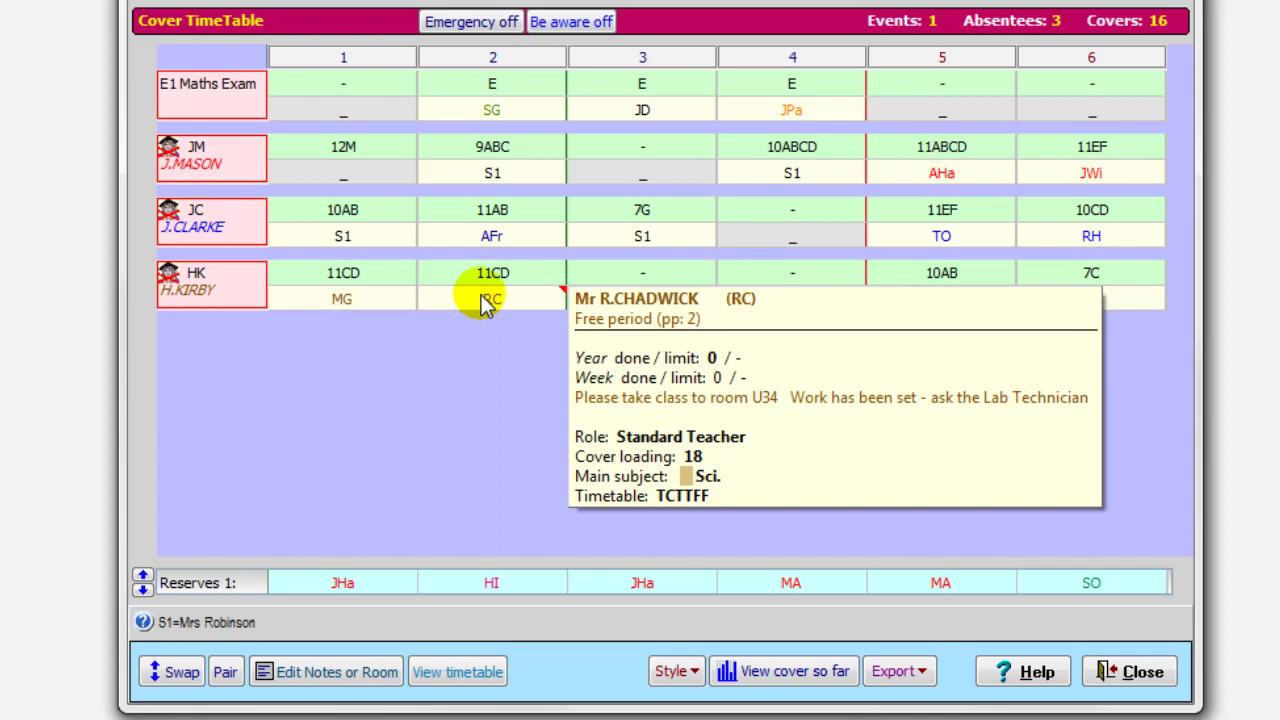 Cover TimeTable Emergency off Be aware off Events: 1 Absentees: 3 Covers: 16
1 2 3 4 5 6
E1 Maths Exam - E E E - -
_ SG JD JPa _ _
JM 12M 9ABC - 10ABCD 11ABCD 11EF
J.MASON _ S1 _ S1 AHa JWi
JC 10AB 11AB 7G - 11EF 10CD
J.CLARKE S1 AFr S1 _ TO RH
HK 11CD 11CD - - 10AB 7C
H.KIRBY MG RC
Mr R.CHADWICK (RC)
Free period (pp: 2)
Year done / limit: 0 / -
Week done / limit: 0 / -
Please take class to room U34 Work has been set - ask the Lab Technician
Role: Standard Teacher
Cover loading: 18
Main subject: Sci.
Timetable: TCTTFF
Reserves 1: JHa HI JHa MA MA SO
? S1=Mrs Robinson
Swap Pair Edit Notes or Room View timetable Style View cover so far Export ? Help Close